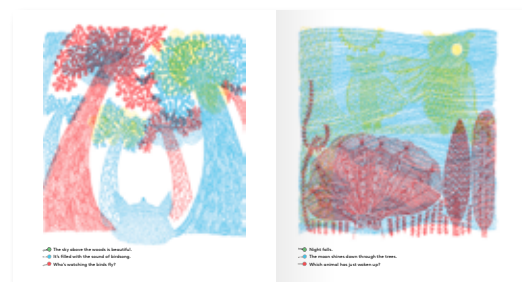 The sky above the woods is beautiful.
It's filled with the sound of birdsong.
Who's watching the birds fly?
Night falls.
The moon shines down through the trees.
Which animal has just woken up?